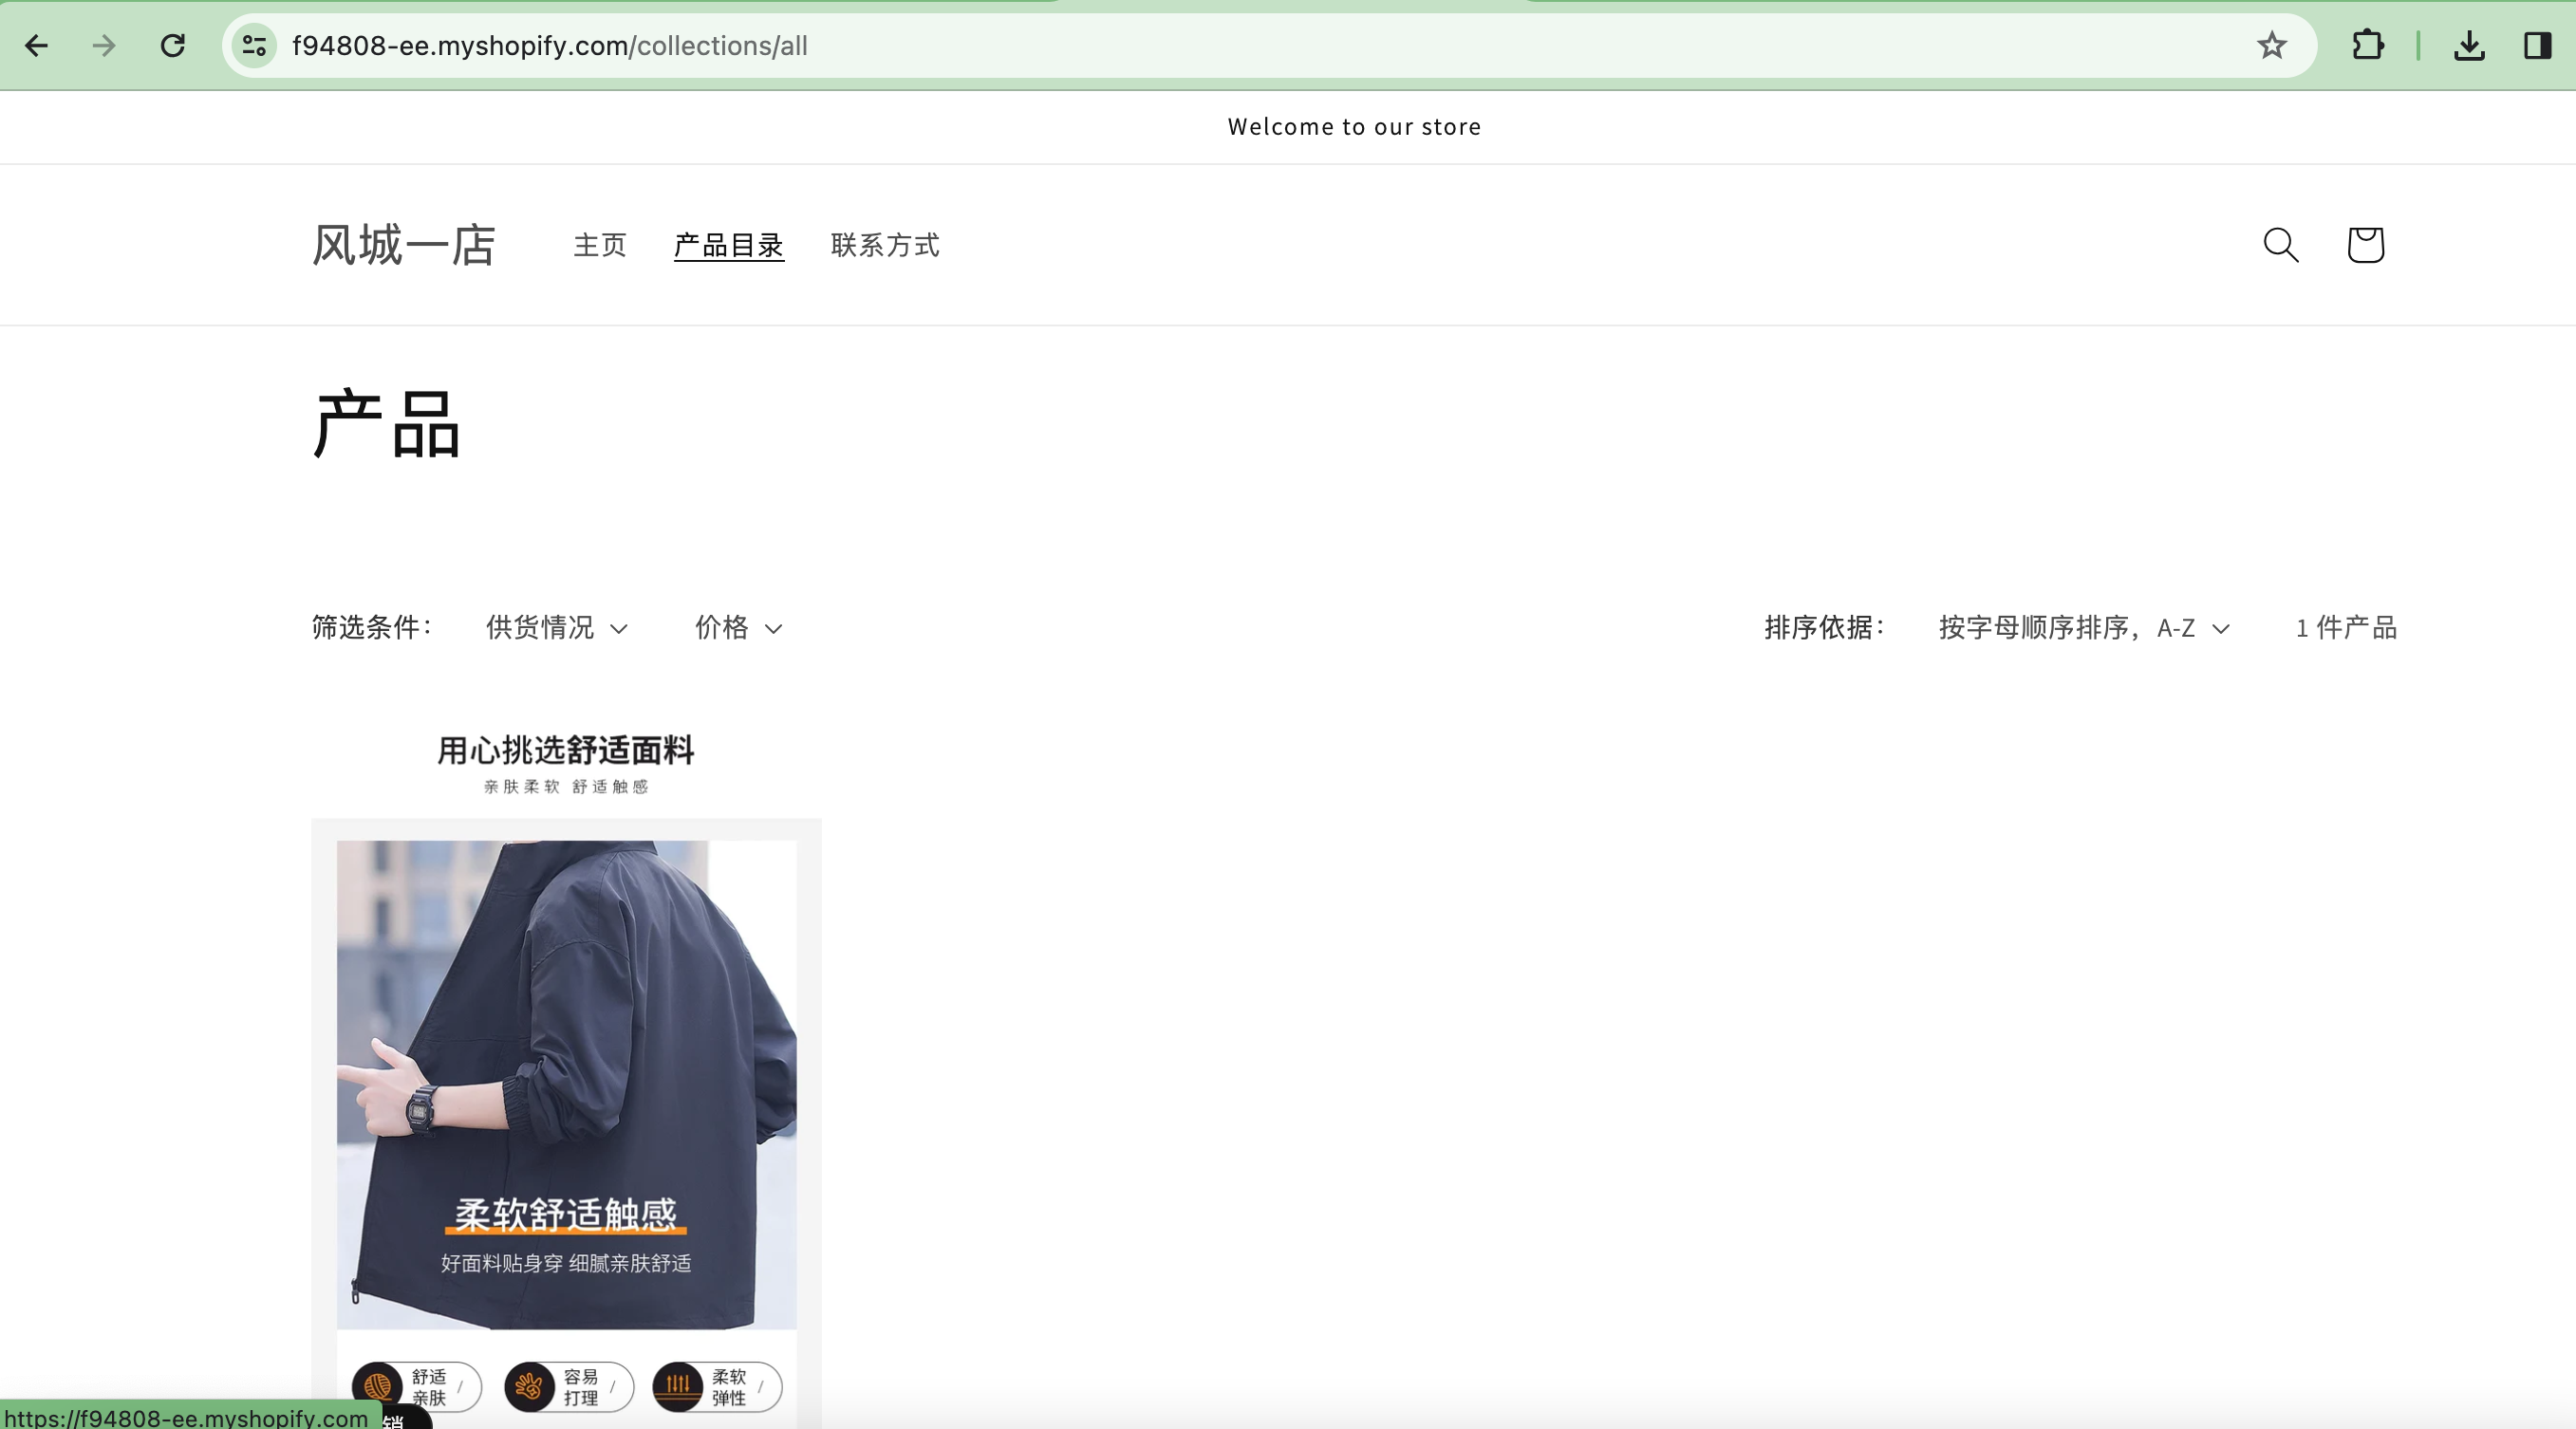 f94808-ee.myshopify.com/collections/all
Welcome to our store
风城一店 主页 产品目录 联系方式
产品
筛选条件： 供货情况 价格 排序依据： 按字母顺序排序，A-Z 1 件产品
用心挑选舒适面料
亲肤柔软 舒适触感
柔软舒适触感
好面料贴身穿 细腻亲肤舒适
舒适 / 容易 / 柔软 /
亲肤 打理 弹性
https://f94808-ee.myshopify.com 销